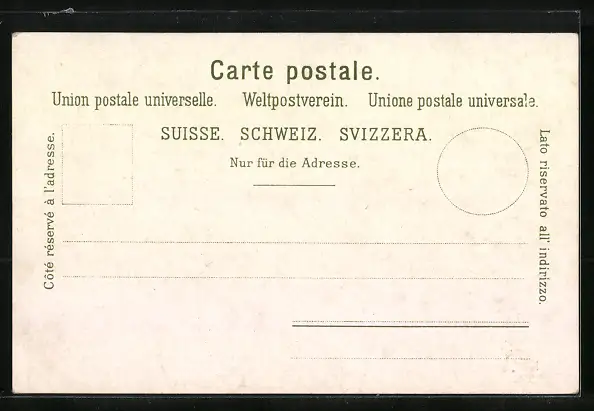 Carte postale.
Union postale universelle. Weltpostverein. Unione postale universale.
SUISSE. SCHWEIZ. SVIZZERA.
Nur für die Adresse.
Côté réservé à l'adresse.
Lato riservato all' indirizzo.